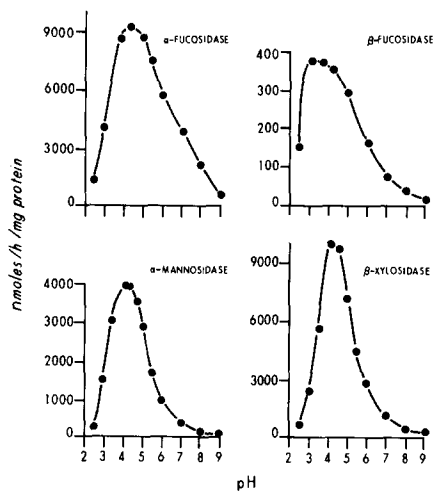 α-FUCOSIDASE
9000
6000
3000
0
β-FUCOSIDASE
400
300
200
100
0
nmoles/h/mg protein
α-MANNOSIDASE
4000
3000
2000
1000
0
2 3 4 5 6 7 8 9
β-XYLOSIDASE
9000
6000
3000
0
2 3 4 5 6 7 8 9
pH